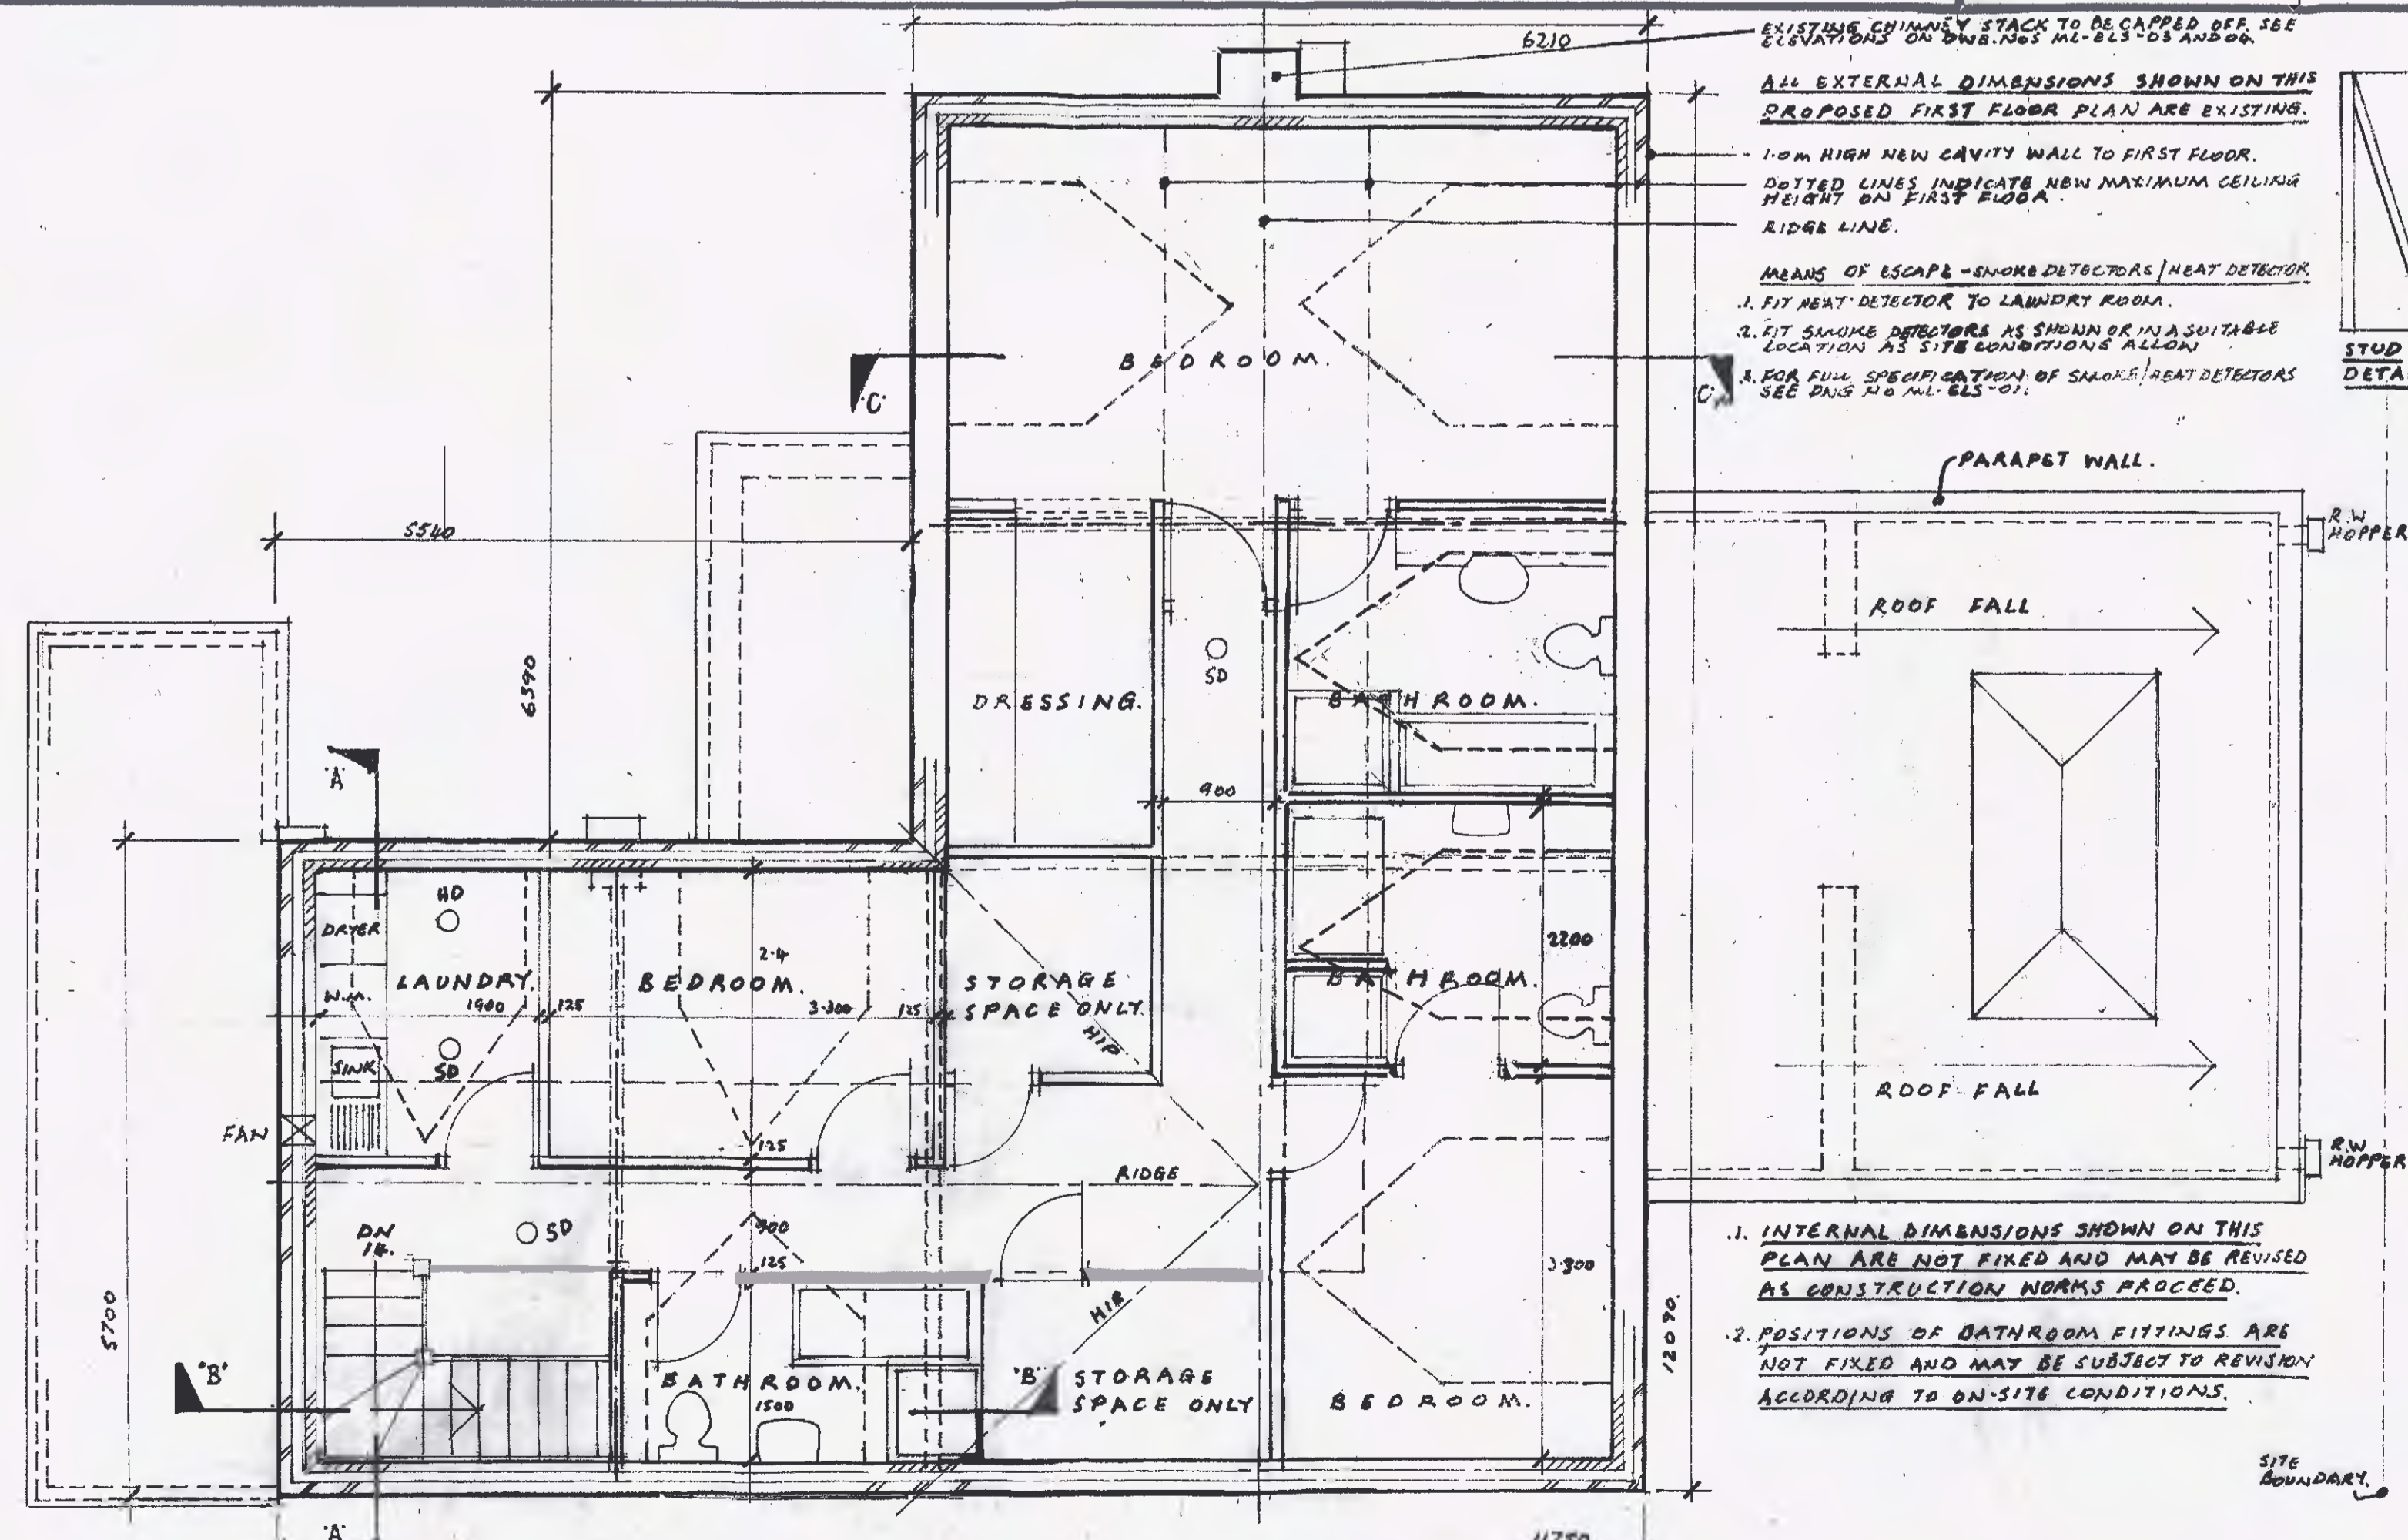 6210
EXISTING CHIMNEY STACK TO BE CAPPED OFF. SEE
ELEVATIONS ON DWG.NOS ML-ELS-03 AND 04.
ALL EXTERNAL DIMENSIONS SHOWN ON THIS
PROPOSED FIRST FLOOR PLAN ARE EXISTING.
1.0m HIGH NEW CAVITY WALL TO FIRST FLOOR.
DOTTED LINES INDICATE NEW MAXIMUM CEILING
HEIGHT ON FIRST FLOOR.
RIDGE LINE.
MEANS OF ESCAPE - SMOKE DETECTORS/HEAT DETECTOR
.1. FIT HEAT DETECTOR TO LAUNDRY ROOM.
.2. FIT SMOKE DETECTORS AS SHOWN OR IN A SUITABLE
LOCATION AS SITE CONDITIONS ALLOW
.3. FOR FULL SPECIFICATION OF SMOKE/HEAT DETECTORS
SEE DNG NO ML-ELS-01.
STUD
DETA
BEDROOM.
'C'
'C'
PARAPET WALL.
5540
R.W
HOPPER
ROOF FALL
6390
SD
DRESSING.
BATHROOM.
'A'
900
HD
DRYER
2.4
2200
LAUNDRY.
BEDROOM.
STORAGE
SPACE ONLY
BATHROOM.
W.M.
1900
125
3.300
125
HIP
SINK
SD
ROOF FALL
FAN
125
RIDGE
R.W
HOPPER
DN
14.
SD
900
125
3.800
.1. INTERNAL DIMENSIONS SHOWN ON THIS
PLAN ARE NOT FIXED AND MAY BE REVISED
AS CONSTRUCTION WORKS PROCEED.
5700
HIP
12090.
.2. POSITIONS OF BATHROOM FITTINGS ARE
NOT FIXED AND MAY BE SUBJECT TO REVISION
ACCORDING TO ON-SITE CONDITIONS.
"B"
BATHROOM.
1500
"B"
STORAGE
SPACE ONLY
BEDROOM.
SITE
BOUNDARY.
'A'